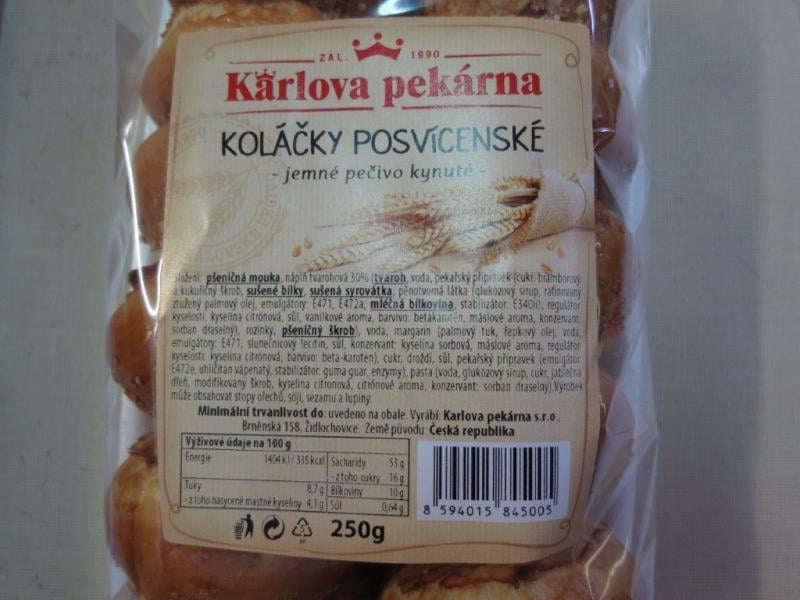 ZAL. 1990
Karlova pekárna
KOLÁČKY POSVÍCENSKÉ
- jemné pečivo kynuté -
Složení: pšeničná mouka, náplň tvarohová 30% (tvaroh, voda, pekařský přípravek (cukr, bramborový
a kukuřičný škrob, sušené bílky, sušená syrovátka, pěnotvorná látka (glukózový sirup, rafinovaný
ztužený palmový olej, emulgátory: E471, E472a, mléčná bílkovina, stabilizátor: E340ii), regulátor
kyselosti: kyselina citrónová, sůl, vanilkové aroma, barvivo: betakaroten, máslové aroma, konzervant:
sorban draselný), rozinky, pšeničný škrob), voda, margarin (palmový tuk, řepkový olej, voda,
emulgátory: E471, slunečnicový lecitin, sůl, konzervant: kyselina sorbová, máslové aroma, regulátor
kyselosti: kyselina citrónová, barvivo: beta-karoten), cukr, droždí, sůl, pekařský přípravek (emulgátor:
E472e, uhličitan vápenatý, stabilizátor: guma guar, enzymy), pasta (voda, glukózový sirup, cukr, jablečná
dřeň, modifikovaný škrob, kyselina citronová, citrónové aroma, konzervant: sorban draselný).Výrobek
může obsahovat stopy ořechů, sóji, sezamu a lupiny.
Minimální trvanlivost do: uvedeno na obale. Vyrábí: Karlova pekárna s.r.o.,
Brněnská 158, Židlochovice. Země původu: Česká republika
Výživové údaje na 100 g
Energie 1404 kJ / 335 kcal Sacharidy 53 g
- z toho cukry 16 g
Tuky 8,7 g Bílkoviny 10 g
- z toho nasycené mastné kyseliny 4,1 g Sůl 0,64 g
8 594015 845005
5
PP
250g